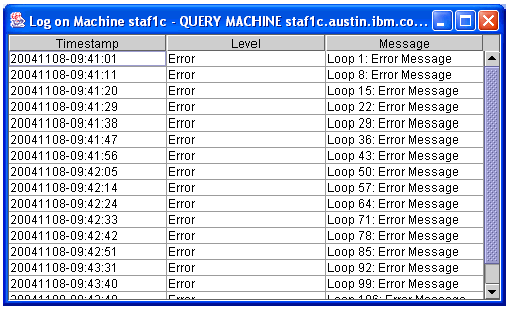 Log on Machine staf1c - QUERY MACHINE staf1c.austin.ibm.co...
Timestamp Level Message
20041108-09:41:01 Error Loop 1: Error Message
20041108-09:41:11 Error Loop 8: Error Message
20041108-09:41:20 Error Loop 15: Error Message
20041108-09:41:29 Error Loop 22: Error Message
20041108-09:41:38 Error Loop 29: Error Message
20041108-09:41:47 Error Loop 36: Error Message
20041108-09:41:56 Error Loop 43: Error Message
20041108-09:42:05 Error Loop 50: Error Message
20041108-09:42:14 Error Loop 57: Error Message
20041108-09:42:24 Error Loop 64: Error Message
20041108-09:42:33 Error Loop 71: Error Message
20041108-09:42:42 Error Loop 78: Error Message
20041108-09:42:51 Error Loop 85: Error Message
20041108-09:43:31 Error Loop 92: Error Message
20041108-09:43:40 Error Loop 99: Error Message
Error Loop 106: Error Message